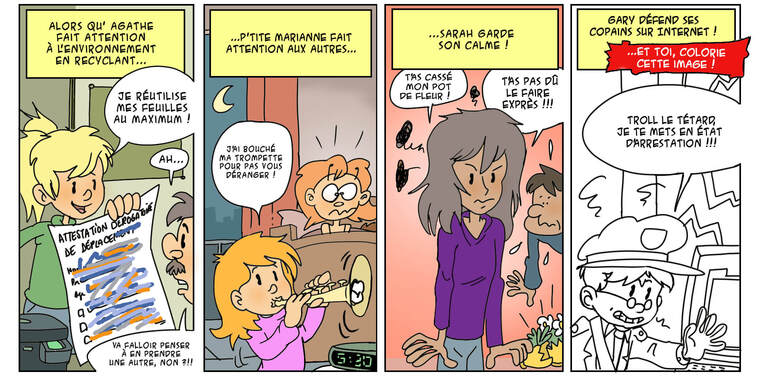 ALORS QU' AGATHE
FAIT ATTENTION
À L'ENVIRONNEMENT
EN RECYCLANT...
JE RÉUTILISE
MES FEUILLES
AU MAXIMUM !
AH...
ATTESTATION DÉROGATOIRE
DE DÉPLACEMENT
VA FALLOIR PENSER
À EN PRENDRE
UNE AUTRE, NON ?!!
...P'TITE MARIANNE FAIT
ATTENTION AUX AUTRES...
J'AI BOUCHÉ
MA TROMPETTE
POUR PAS VOUS
DÉRANGER !
5:30
...SARAH GARDE
SON CALME !
T'AS CASSÉ
MON POT
DE FLEUR !
T'AS PAS DÛ
LE FAIRE
EXPRÈS !!!
GARY DÉFEND SES
COPAINS SUR INTERNET !
...ET TOI, COLORIE
CETTE IMAGE !
TROLL LE TÉTARD,
JE TE METS EN ÉTAT
D'ARRESTATION !!!